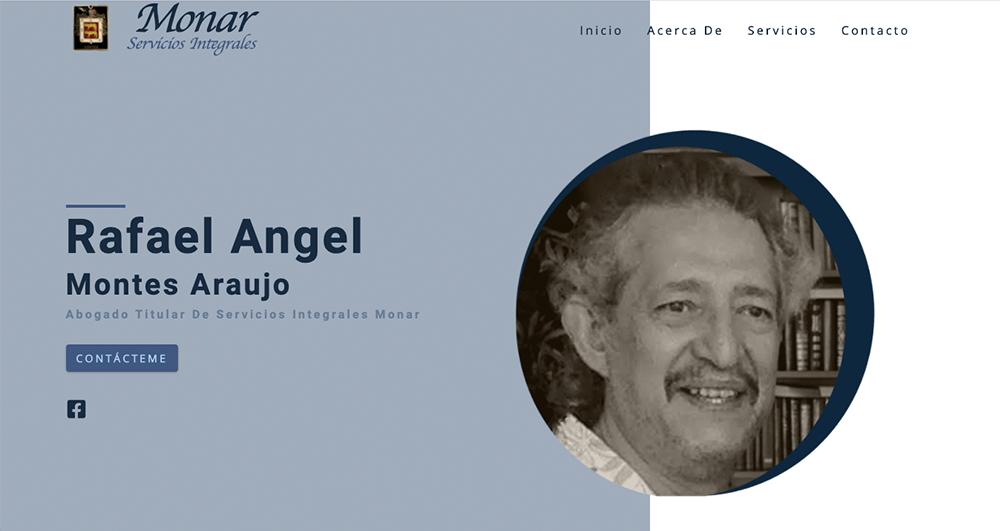 Monar
Servicios Integrales
Inicio Acerca De Servicios Contacto
Rafael Angel
Montes Araujo
Abogado Titular De Servicios Integrales Monar
CONTÁCTEME